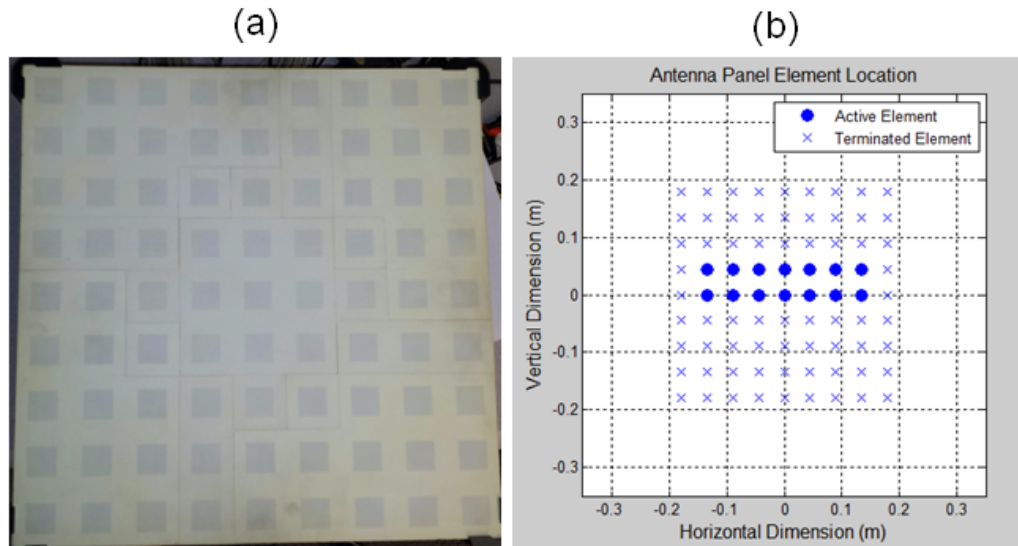 (a)
(b)
Antenna Panel Element Location
Active Element
Terminated Element
Vertical Dimension (m)
0.3
0.2
0.1
0
-0.1
-0.2
-0.3
-0.3 -0.2 -0.1 0 0.1 0.2 0.3
Horizontal Dimension (m)